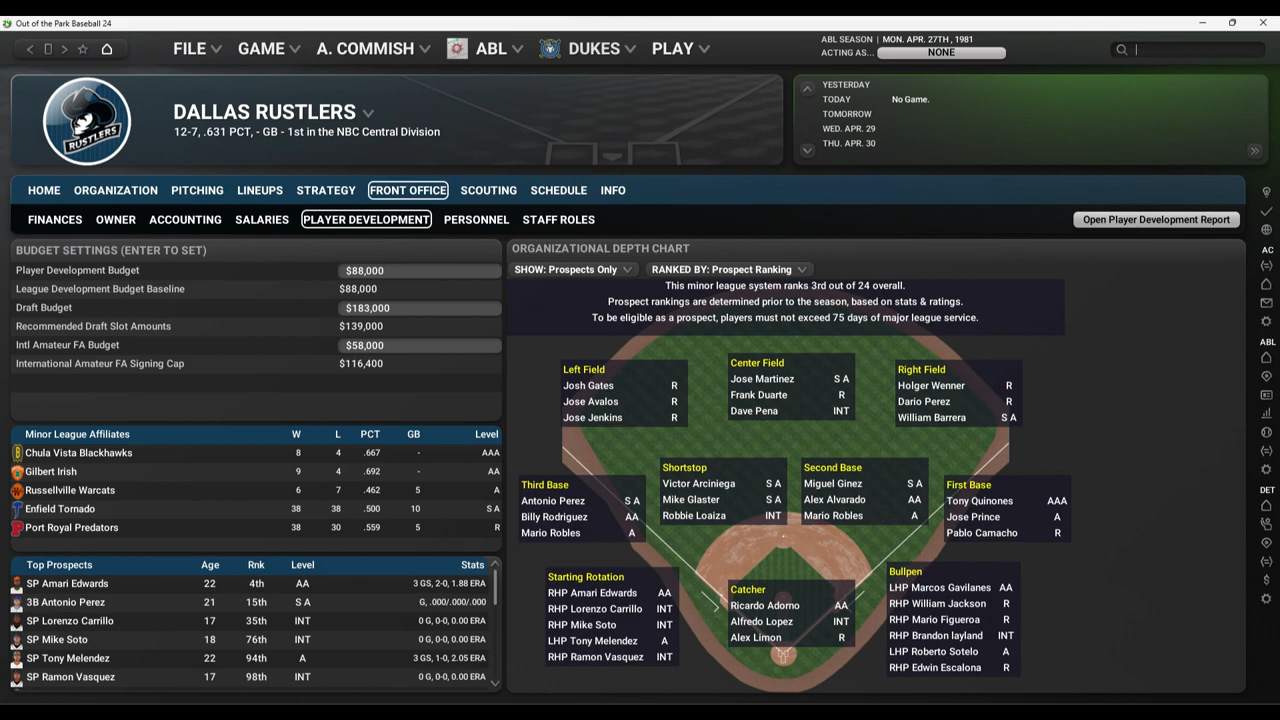 Out of the Park Baseball 24
FILE GAME A. COMMISH ABL DUKES PLAY
ABL SEASON | MON. APR. 27TH, 1981
ACTING AS... NONE
DALLAS RUSTLERS
12-7, .631 PCT, - GB - 1st in the NBC Central Division
RUSTLERS
YESTERDAY
TODAY No Game.
TOMORROW
WED. APR. 29
THU. APR. 30
HOME ORGANIZATION PITCHING LINEUPS STRATEGY FRONT OFFICE SCOUTING SCHEDULE INFO
FINANCES OWNER ACCOUNTING SALARIES PLAYER DEVELOPMENT PERSONNEL STAFF ROLES
Open Player Development Report
BUDGET SETTINGS (ENTER TO SET)
Player Development Budget $88,000
League Development Budget Baseline $88,000
Draft Budget $183,000
Recommended Draft Slot Amounts $139,000
Intl Amateur FA Budget $58,000
International Amateur FA Signing Cap $116,400
Minor League Affiliates W L PCT GB Level
Chula Vista Blackhawks 8 4 .667 - AAA
Gilbert Irish 9 4 .692 - AA
Russellville Warcats 6 7 .462 5 A
Enfield Tornado 38 38 .500 10 S A
Port Royal Predators 38 30 .559 5 R
Top Prospects Age Rnk Level Stats
SP Amari Edwards 22 4th AA 3 GS, 2-0, 1.88 ERA
3B Antonio Perez 21 15th S A G, .000/.000/.000
SP Lorenzo Carrillo 17 35th INT 0 G, 0-0, 0.00 ERA
SP Mike Soto 18 76th INT 0 G, 0-0, 0.00 ERA
SP Tony Melendez 22 94th A 3 GS, 1-0, 2.05 ERA
SP Ramon Vasquez 17 98th INT 0 G, 0-0, 0.00 ERA
ORGANIZATIONAL DEPTH CHART
SHOW: Prospects Only RANKED BY: Prospect Ranking
This minor league system ranks 3rd out of 24 overall.
Prospect rankings are determined prior to the season, based on stats & ratings.
To be eligible as a prospect, players must not exceed 75 days of major league service.
Left Field
Josh Gates R
Jose Avalos R
Jose Jenkins R
Center Field
Jose Martinez S A
Frank Duarte R
Dave Pena INT
Right Field
Holger Wenner R
Dario Perez R
William Barrera S A
Third Base
Antonio Perez S A
Billy Rodriguez AA
Mario Robles A
Shortstop
Victor Arciniega S A
Mike Glaster S A
Robbie Loaiza INT
Second Base
Miguel Ginez S A
Alex Alvarado AA
Mario Robles A
First Base
Tony Quinones AAA
Jose Prince A
Pablo Camacho R
Starting Rotation
RHP Amari Edwards AA
RHP Lorenzo Carrillo INT
RHP Mike Soto INT
LHP Tony Melendez A
RHP Ramon Vasquez INT
Catcher
Ricardo Adorno AA
Alfredo Lopez INT
Alex Limon R
Bullpen
LHP Marcos Gavilanes AA
RHP William Jackson R
RHP Mario Figueroa R
RHP Brandon layland INT
LHP Roberto Sotelo A
RHP Edwin Escalona R
AC
ABL
DET